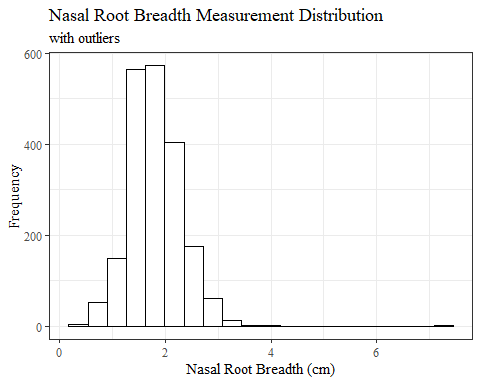 Nasal Root Breadth Measurement Distribution
with outliers
600
400
200
0
Frequency
0 2 4 6
Nasal Root Breadth (cm)